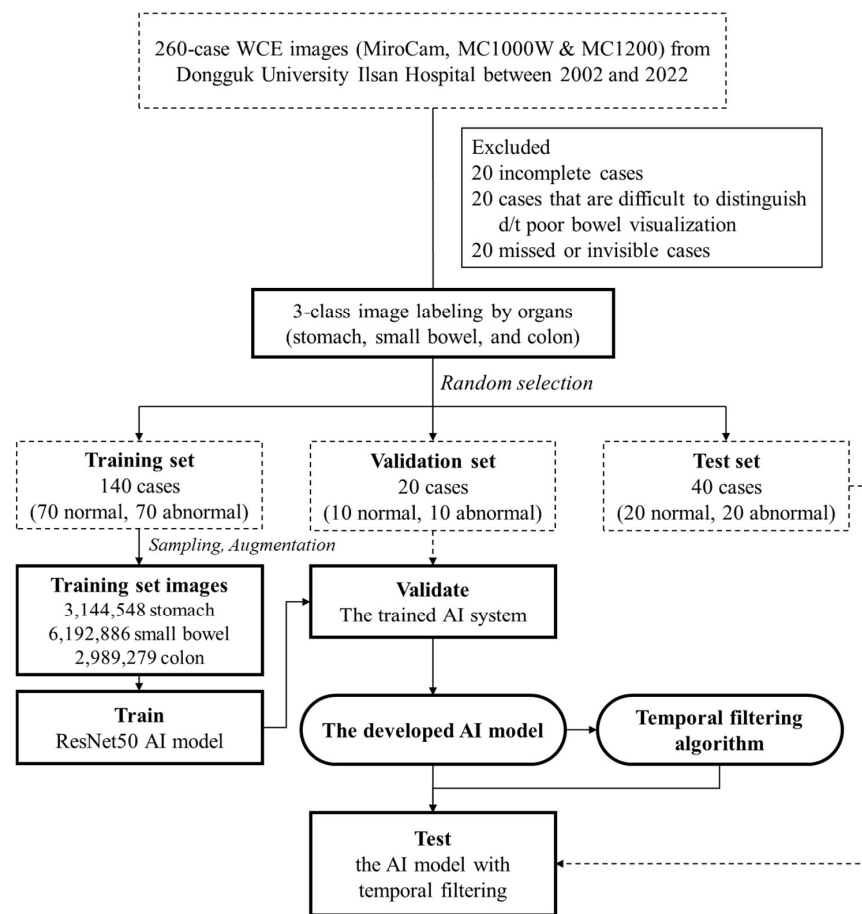 260-case WCE images (MiroCam, MC1000W & MC1200) from
Dongguk University Ilsan Hospital between 2002 and 2022
Excluded
20 incomplete cases
20 cases that are difficult to distinguish
d/t poor bowel visualization
20 missed or invisible cases
3-class image labeling by organs
(stomach, small bowel, and colon)
Random selection
Training set
140 cases
(70 normal, 70 abnormal)
Validation set
20 cases
(10 normal, 10 abnormal)
Test set
40 cases
(20 normal, 20 abnormal)
Sampling, Augmentation
Training set images
3,144,548 stomach
6,192,886 small bowel
2,989,279 colon
Validate
The trained AI system
Train
ResNet50 AI model
The developed AI model
Temporal filtering
algorithm
Test
the AI model with
temporal filtering